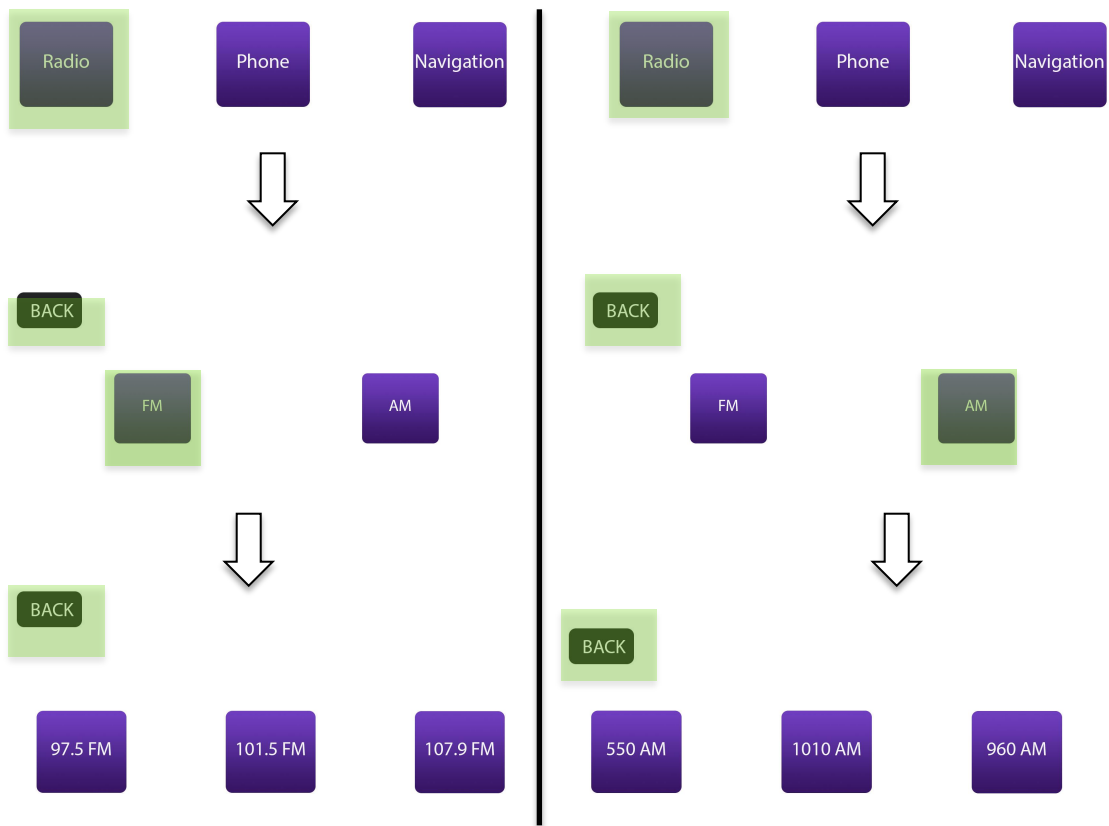 Radio
Phone
Navigation
BACK
FM
AM
BACK
97.5 FM
101.5 FM
107.9 FM
Radio
Phone
Navigation
BACK
FM
AM
BACK
550 AM
1010 AM
960 AM